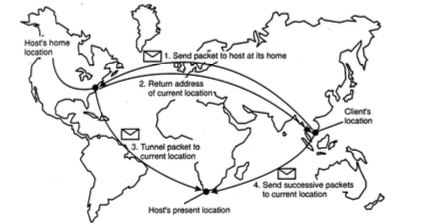 Host's home
location
1. Send packet to host at its home
2. Return address
of current location
Client's
location
3. Tunnel packet to
current location
4. Send successive packets
to current location
Host's present location